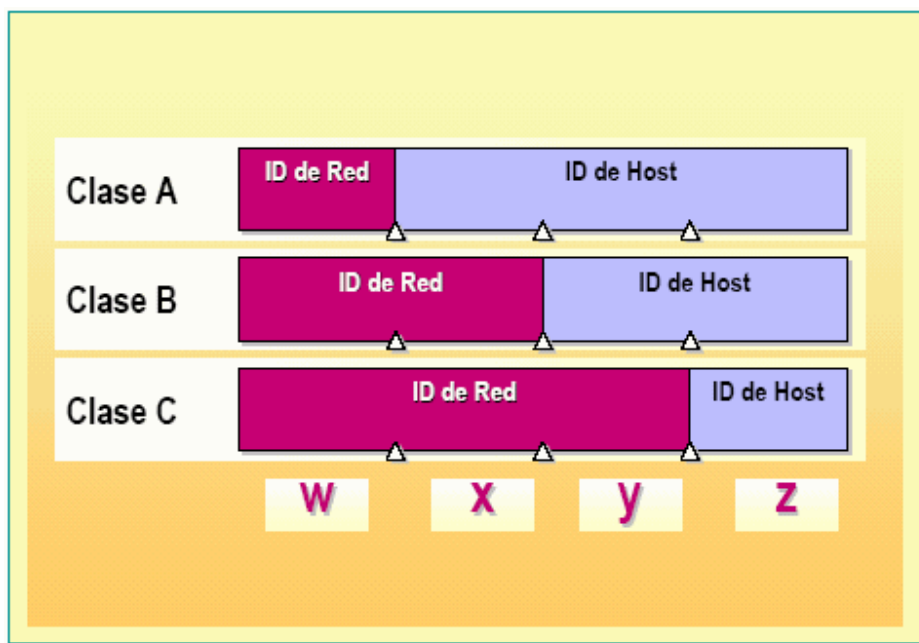 Clase A
ID de Red
ID de Host
Clase B
ID de Red
ID de Host
Clase C
ID de Red
ID de Host
w x y z